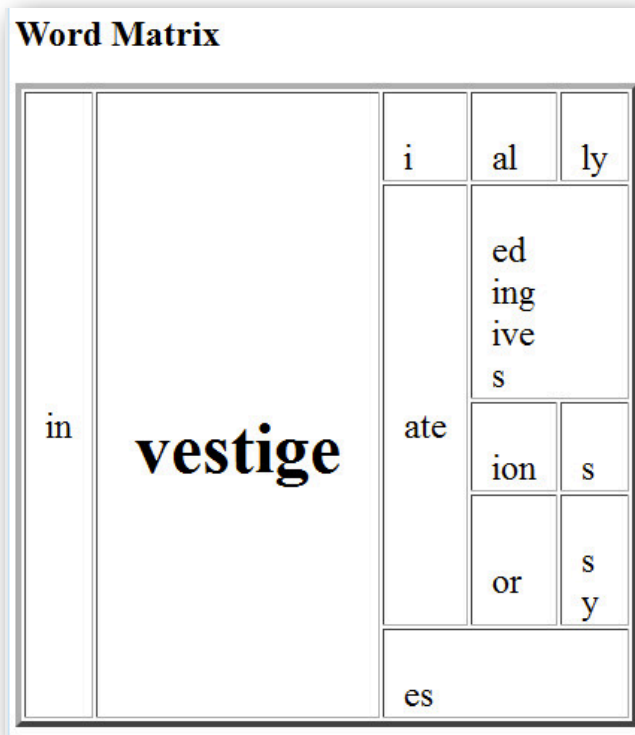 Word Matrix
in
vestige
i al ly
ate
ed
ing
ive
s
ion s
or
s
y
es